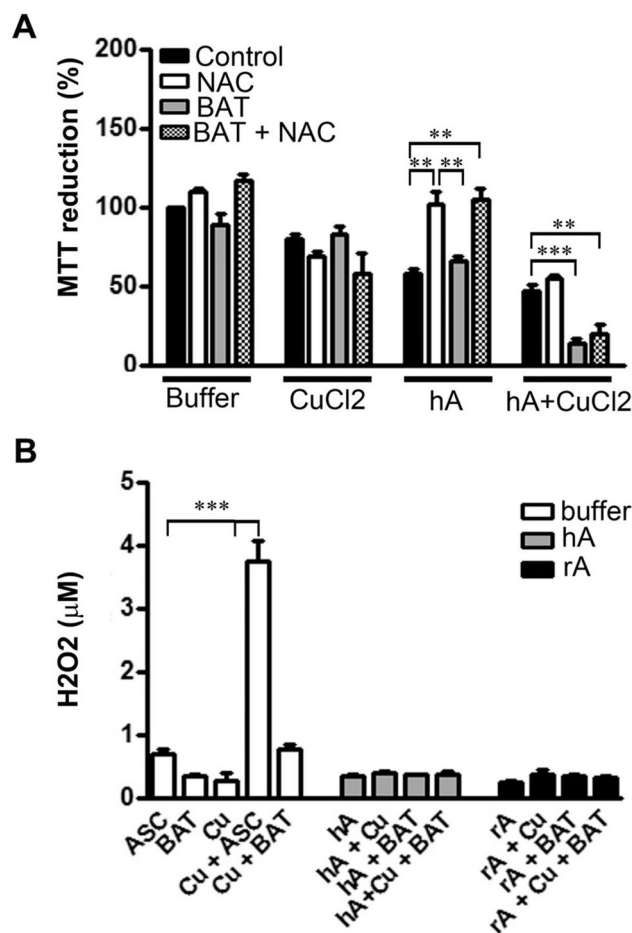 A
MTT reduction (%)
200
150
100
50
0
Control
NAC
BAT
BAT + NAC
**
** **
**
***
Buffer
CuCl2
hA
hA+CuCl2
B
H2O2 (μM)
5
4
3
2
1
0
***
buffer
hA
rA
ASC
BAT
Cu
Cu + ASC
Cu + BAT
hA
hA + Cu
hA + BAT
hA+Cu + BAT
rA
rA + Cu
rA + BAT
rA + Cu + BAT